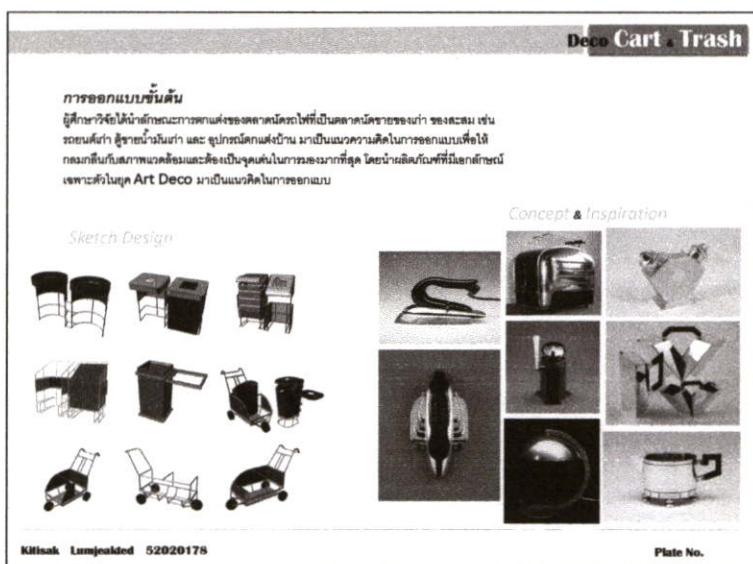 Deco Cart & Trash
การออกแบบขั้นต้น
ผู้ศึกษาวิจัยได้นำลักษณะการตกแต่งของตลาดนัดรถไฟที่เป็นตลาดนัดขายของเก่า ของสะสม เช่น
รถยนต์เก่า ตู้ขายน้ำมันเก่า และ อุปกรณ์ตกแต่งบ้าน มาเป็นแนวความคิดในการออกแบบเพื่อให้
กลมกลืนกับสภาพแวดล้อมและต้องเป็นจุดเด่นในการมองมากที่สุด โดยนำผลิตภัณฑ์ที่มีเอกลักษณ์
เฉพาะตัวในยุค Art Deco มาเป็นแนวคิดในการออกแบบ
Concept & Inspiration
Sketch Design
Kitisak Lumjeakded 52020178
Plate No.